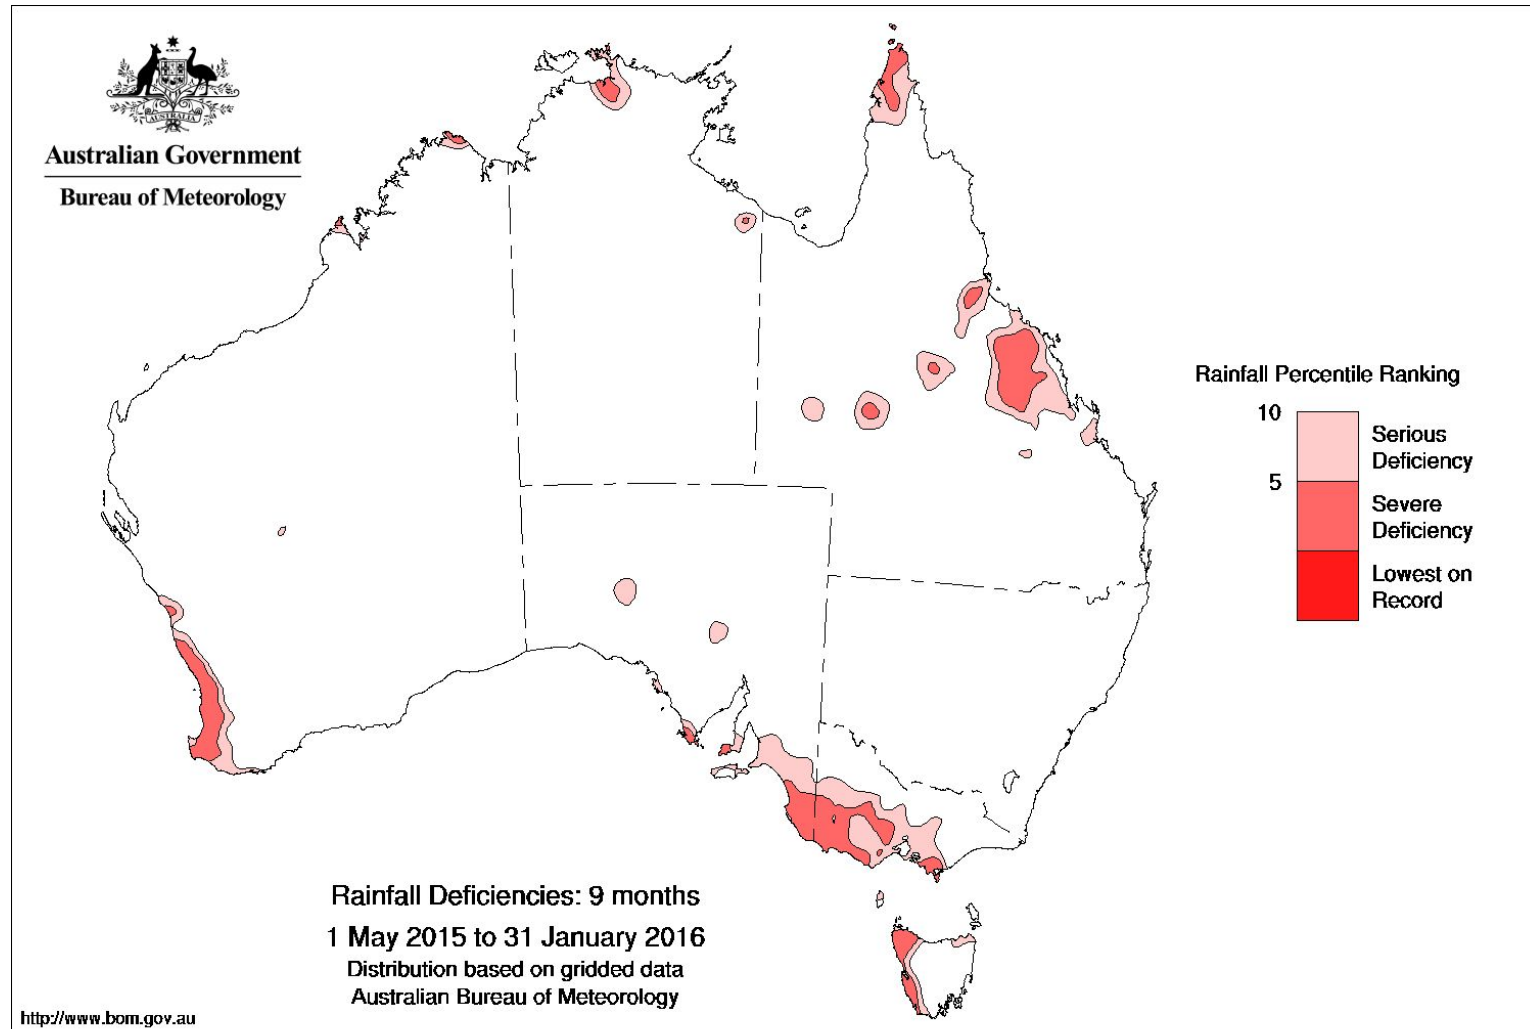 AUSTRALIA
Australian Government
Bureau of Meteorology
Rainfall Percentile Ranking
10
Serious
Deficiency
5
Severe
Deficiency
Lowest on
Record
Rainfall Deficiencies: 9 months
1 May 2015 to 31 January 2016
Distribution based on gridded data
Australian Bureau of Meteorology
http://www.bom.gov.au